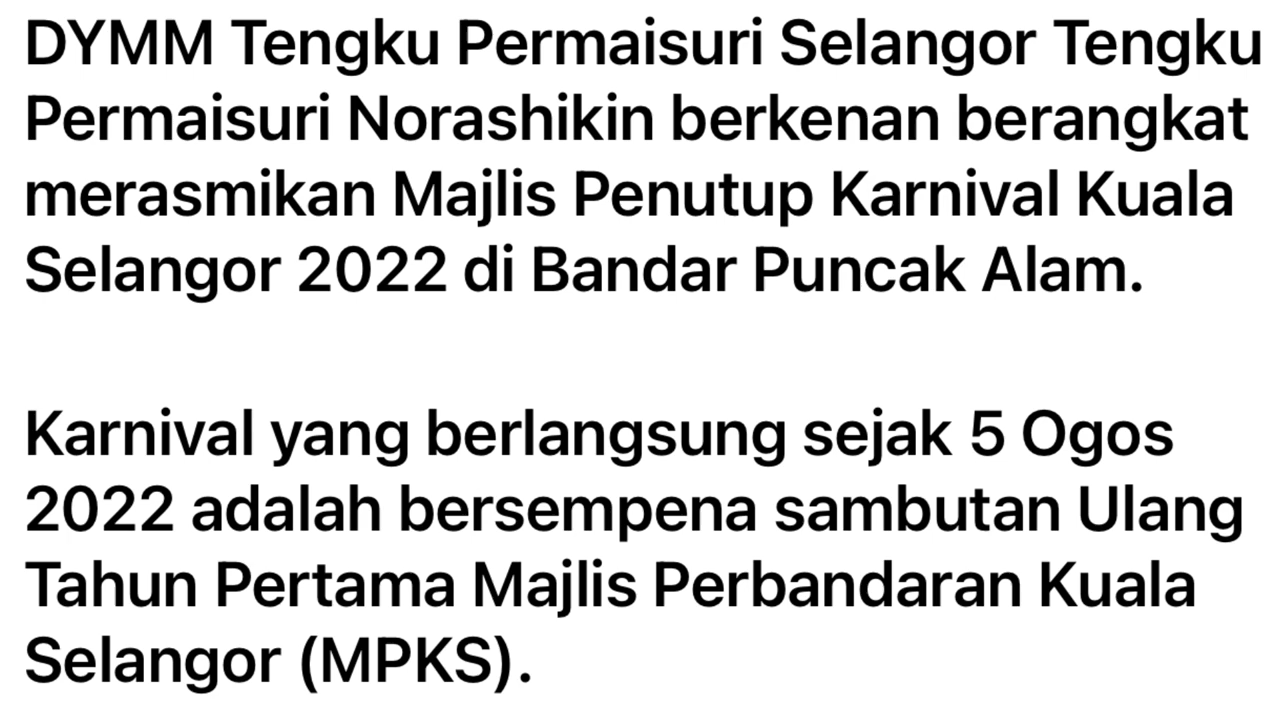 DYMM Tengku Permaisuri Selangor Tengku
Permaisuri Norashikin berkenan berangkat
merasmikan Majlis Penutup Karnival Kuala
Selangor 2022 di Bandar Puncak Alam.
Karnival yang berlangsung sejak 5 Ogos
2022 adalah bersempena sambutan Ulang
Tahun Pertama Majlis Perbandaran Kuala
Selangor (MPKS).